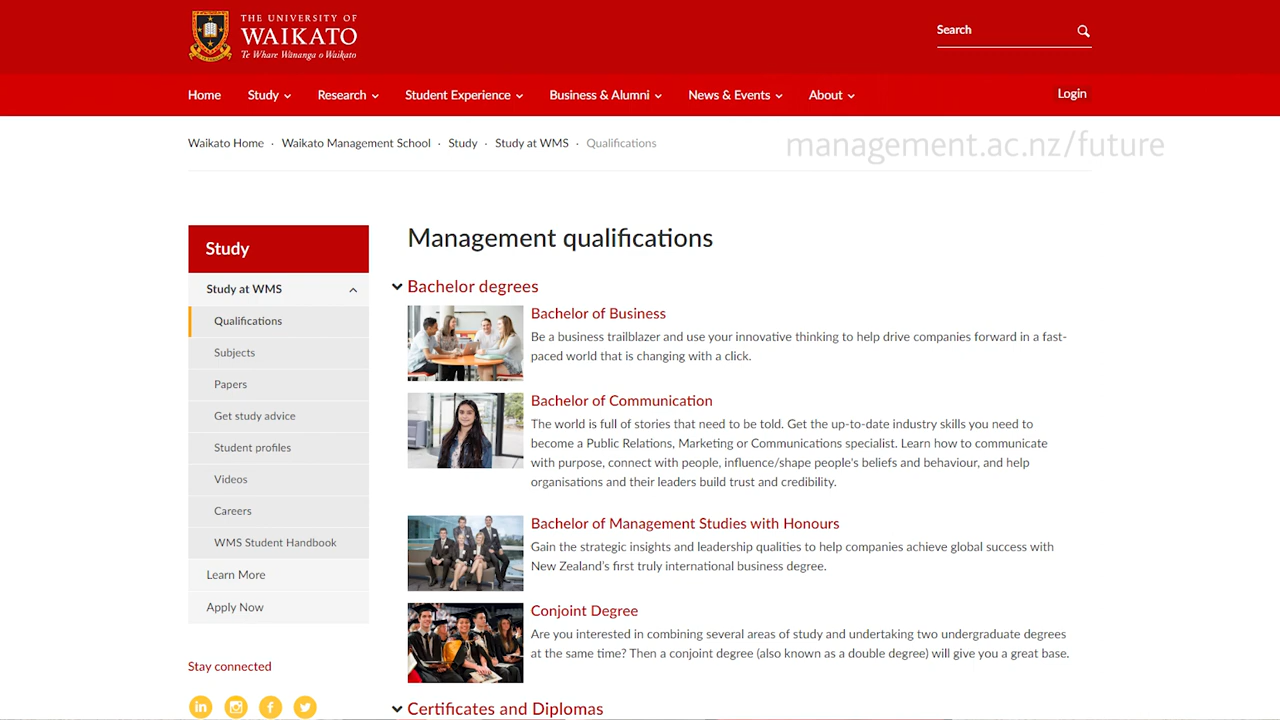 THE UNIVERSITY OF
WAIKATO
Te Whare Wānanga o Waikato
Search
Home Study Research Student Experience Business & Alumni News & Events About Login
Waikato Home · Waikato Management School · Study · Study at WMS · Qualifications
management.ac.nz/future
Study
Study at WMS
Qualifications
Subjects
Papers
Get study advice
Student profiles
Videos
Careers
WMS Student Handbook
Learn More
Apply Now
Stay connected
Management qualifications
Bachelor degrees
Bachelor of Business
Be a business trailblazer and use your innovative thinking to help drive companies forward in a fast-
paced world that is changing with a click.
Bachelor of Communication
The world is full of stories that need to be told. Get the up-to-date industry skills you need to
become a Public Relations, Marketing or Communications specialist. Learn how to communicate
with purpose, connect with people, influence/shape people's beliefs and behaviour, and help
organisations and their leaders build trust and credibility.
Bachelor of Management Studies with Honours
Gain the strategic insights and leadership qualities to help companies achieve global success with
New Zealand's first truly international business degree.
Conjoint Degree
Are you interested in combining several areas of study and undertaking two undergraduate degrees
at the same time? Then a conjoint degree (also known as a double degree) will give you a great base.
Certificates and Diplomas